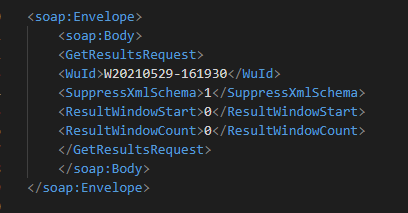 <soap:Envelope>
<soap:Body>
<GetResultsRequest>
<WuId>W20210529-161930</WuId>
<SuppressXmlSchema>1</SuppressXmlSchema>
<ResultWindowStart>0</ResultWindowStart>
<ResultWindowCount>0</ResultWindowCount>
</GetResultsRequest>
</soap:Body>
</soap:Envelope>